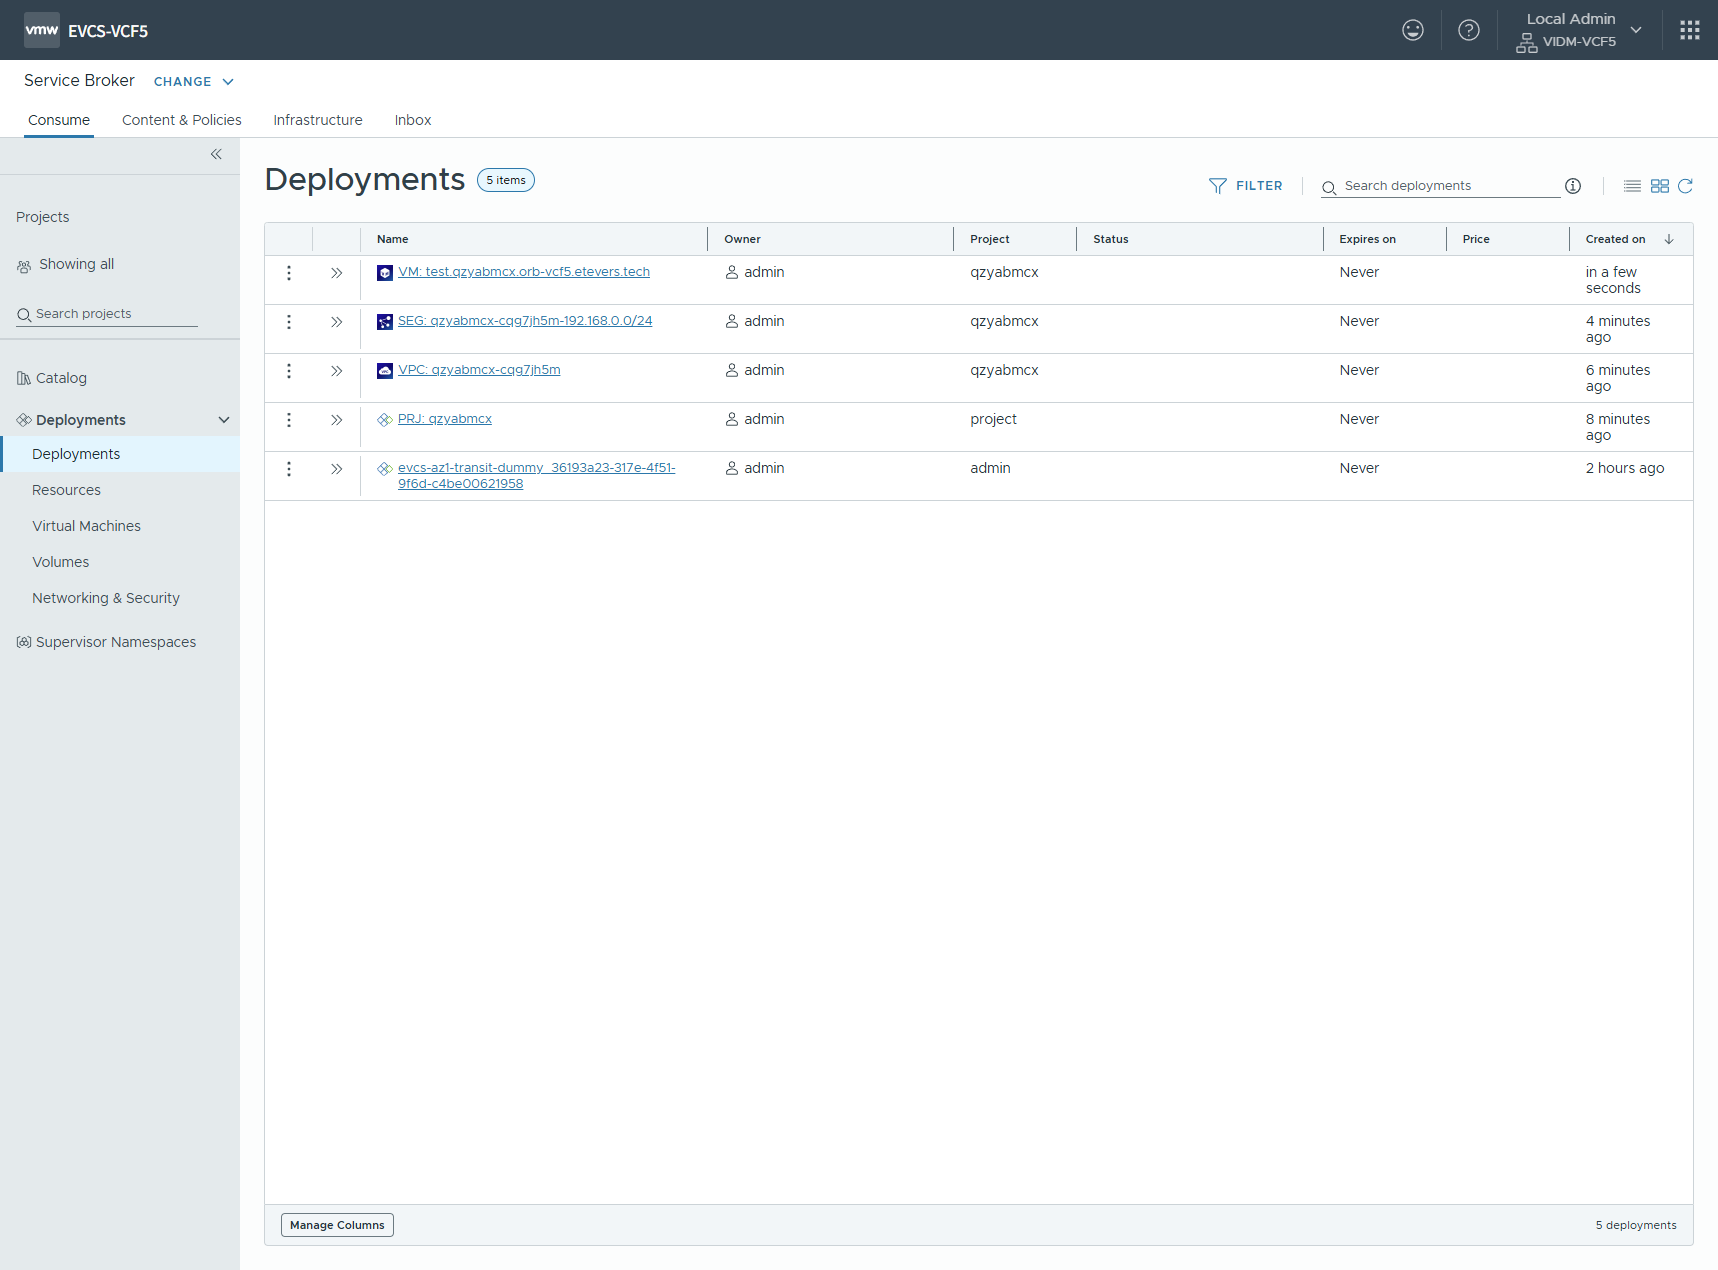 vmw EVCS-VCF5
Local Admin
VIDM-VCF5
Service Broker CHANGE
Consume Content & Policies Infrastructure Inbox
Projects
Showing all
Search projects
Catalog
Deployments
Deployments
Resources
Virtual Machines
Volumes
Networking & Security
Supervisor Namespaces
Deployments 5 items
FILTER Search deployments
Name Owner Project Status Expires on Price Created on
VM: test.qzyabmcx.orb-vcf5.etevers.tech admin qzyabmcx Never in a few
seconds
SEG: qzyabmcx-cqg7jh5m-192.168.0.0/24 admin qzyabmcx Never 4 minutes
ago
VPC: qzyabmcx-cqg7jh5m admin qzyabmcx Never 6 minutes
ago
PRJ: qzyabmcx admin project Never 8 minutes
ago
evcs-az1-transit-dummy_36193a23-317e-4f51- admin admin Never 2 hours ago
9f6d-c4be00621958
Manage Columns 5 deployments